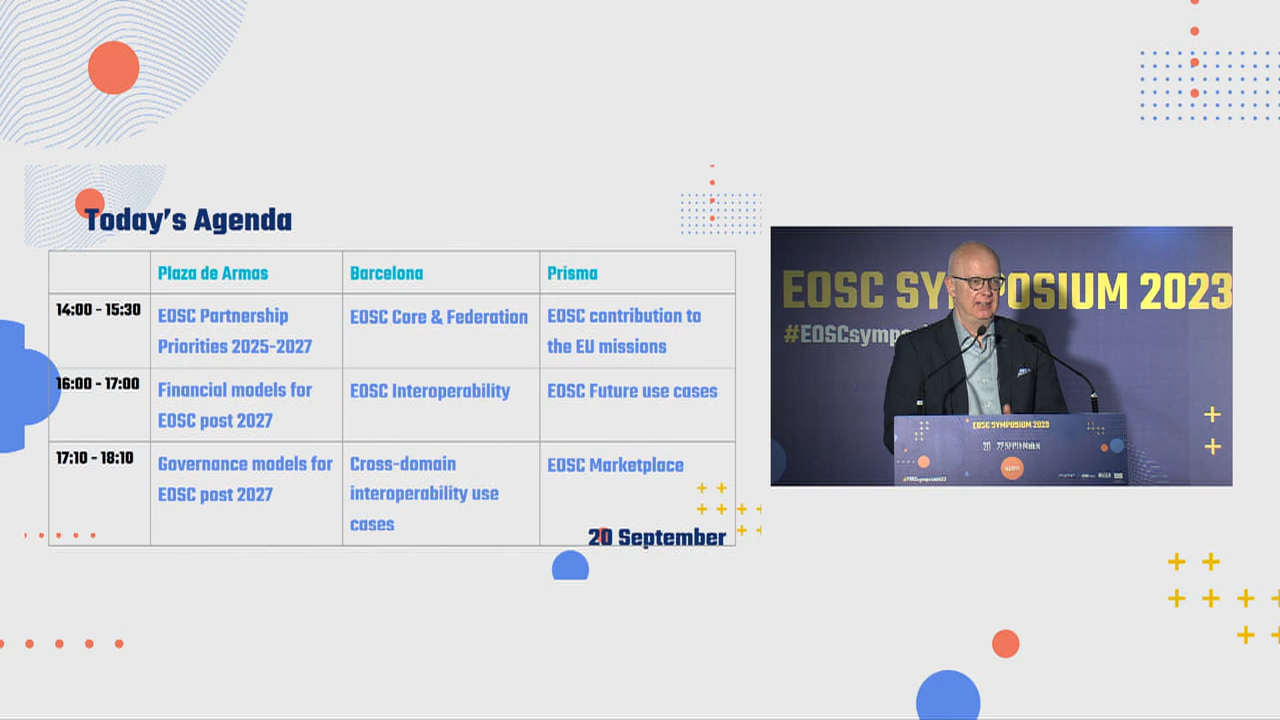 Today's Agenda
Plaza de Armas
Barcelona
Prisma
14:00 - 15:30
EOSC Partnership
Priorities 2025-2027
EOSC Core & Federation
EOSC contribution to
the EU missions
16:00 - 17:00
Financial models for
EOSC post 2027
EOSC Interoperability
EOSC Future use cases
17:10 - 18:10
Governance models for
EOSC post 2027
Cross-domain
interoperability use
cases
EOSC Marketplace
20 September
EOSC SYMPOSIUM 2023
#EOSCsympo
EOSC SYMPOSIUM 2023